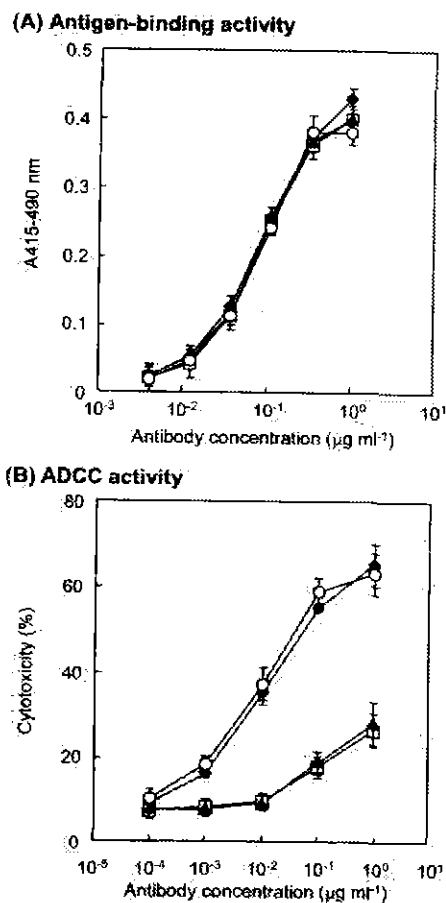 (A) Antigen-binding activity
0.5
0.4
0.3
0.2
0.1
0
A415-490 nm
10⁻³ 10⁻² 10⁻¹ 10⁰ 10¹
Antibody concentration (μg ml⁻¹)
(B) ADCC activity
80
60
40
20
0
Cytotoxicity (%)
10⁻⁵ 10⁻⁴ 10⁻³ 10⁻² 10⁻¹ 10⁰ 10¹
Antibody concentration (μg ml⁻¹)